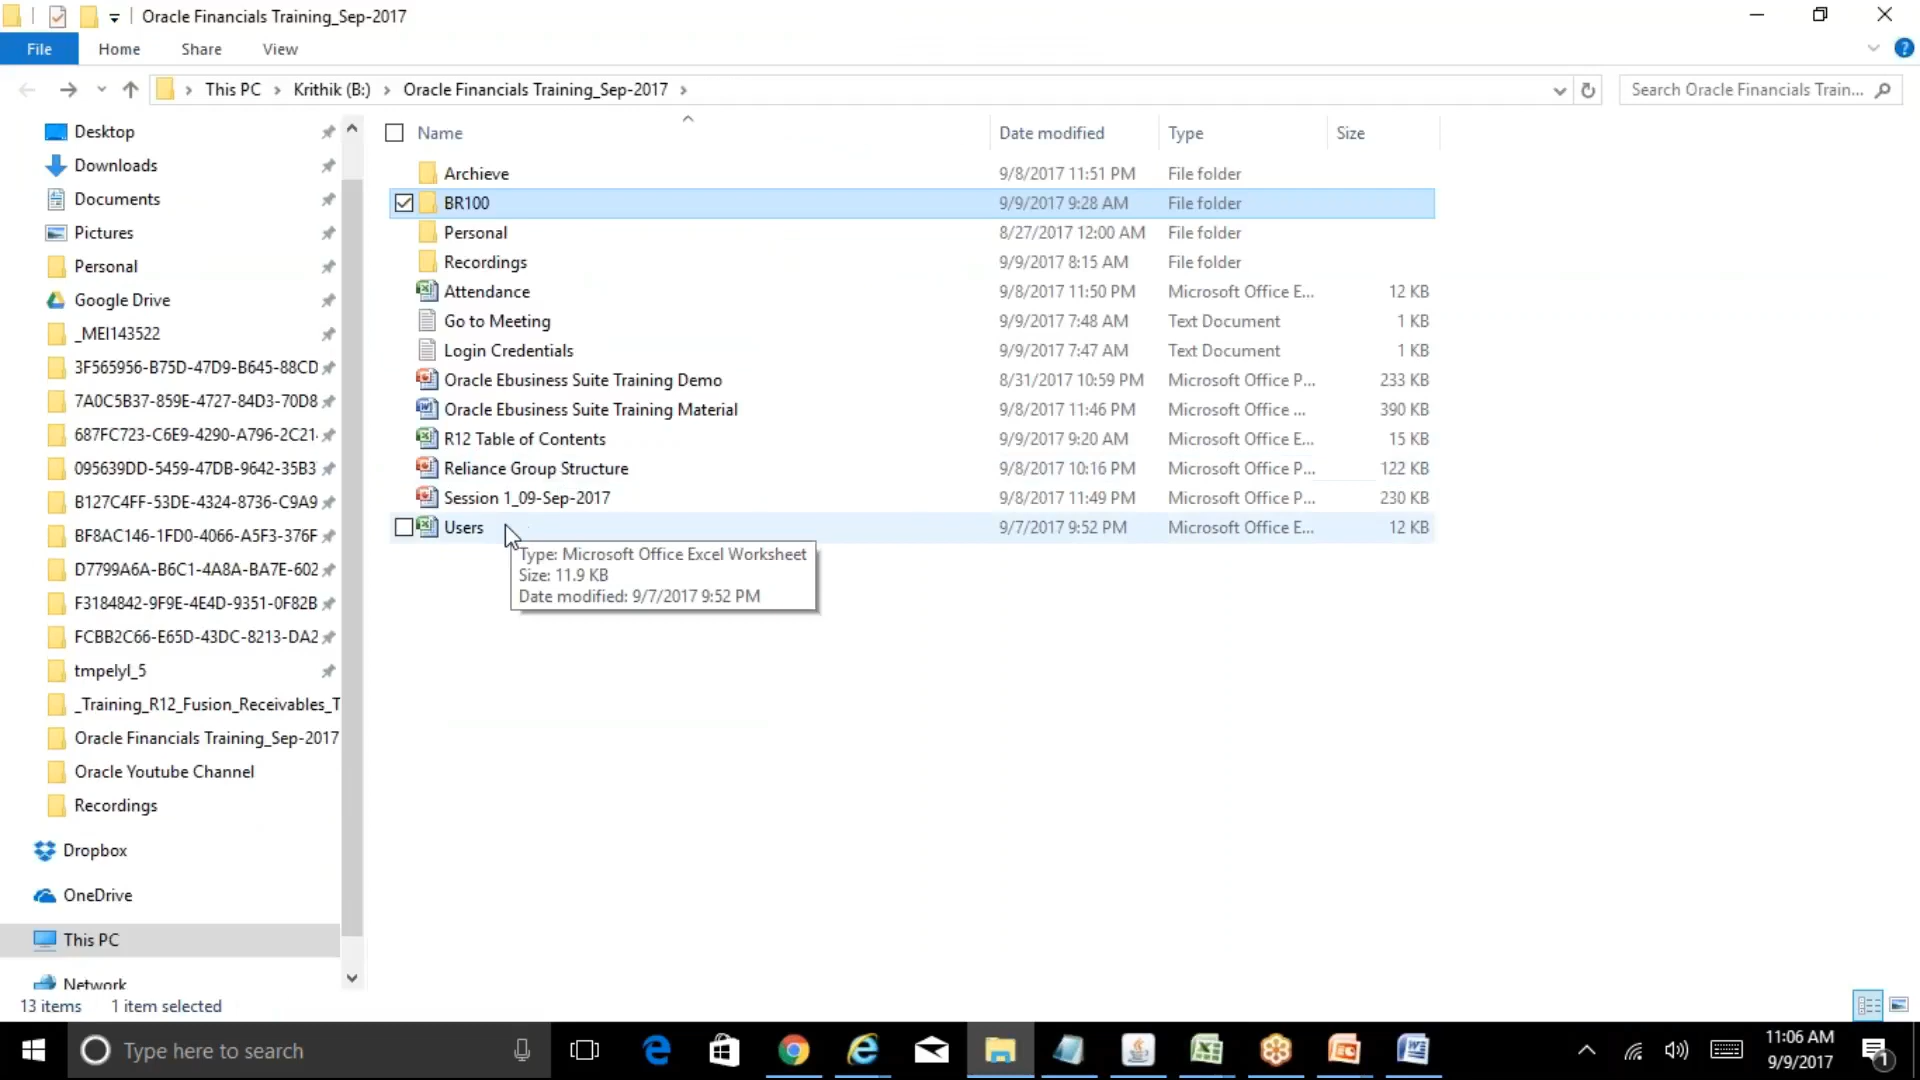 Oracle Financials Training_Sep-2017
File Home Share View
This PC Krithik (B:) Oracle Financials Training_Sep-2017
Search Oracle Financials Train...
Name Date modified Type Size
Desktop
Downloads
Documents
Pictures
Personal
Google Drive
_MEI143522
3F565956-B75D-47D9-B645-88CD
7A0C5B37-859E-4727-84D3-70D8
687FC723-C6E9-4290-A796-2C21-
095639DD-5459-47DB-9642-35B3
B127C4FF-53DE-4324-8736-C9A9
BF8AC146-1FD0-4066-A5F3-376F
D7799A6A-B6C1-4A8A-BA7E-602
F3184842-9F9E-4E4D-9351-0F82B
FCBB2C66-E65D-43DC-8213-DA2
tmpelyl_5
_Training_R12_Fusion_Receivables_T
Oracle Financials Training_Sep-2017
Oracle Youtube Channel
Recordings
Dropbox
OneDrive
This PC
Network
Archieve 9/8/2017 11:51 PM File folder
BR100 9/9/2017 9:28 AM File folder
Personal 8/27/2017 12:00 AM File folder
Recordings 9/9/2017 8:15 AM File folder
Attendance 9/8/2017 11:50 PM Microsoft Office E... 12 KB
Go to Meeting 9/9/2017 7:48 AM Text Document 1 KB
Login Credentials 9/9/2017 7:47 AM Text Document 1 KB
Oracle Ebusiness Suite Training Demo 8/31/2017 10:59 PM Microsoft Office P... 233 KB
Oracle Ebusiness Suite Training Material 9/8/2017 11:46 PM Microsoft Office ... 390 KB
R12 Table of Contents 9/9/2017 9:20 AM Microsoft Office E... 15 KB
Reliance Group Structure 9/8/2017 10:16 PM Microsoft Office P... 122 KB
Session 1_09-Sep-2017 9/8/2017 11:49 PM Microsoft Office P... 230 KB
Users 9/7/2017 9:52 PM Microsoft Office E... 12 KB
Type: Microsoft Office Excel Worksheet
Size: 11.9 KB
Date modified: 9/7/2017 9:52 PM
13 items 1 item selected
Type here to search
11:06 AM
9/9/2017
1